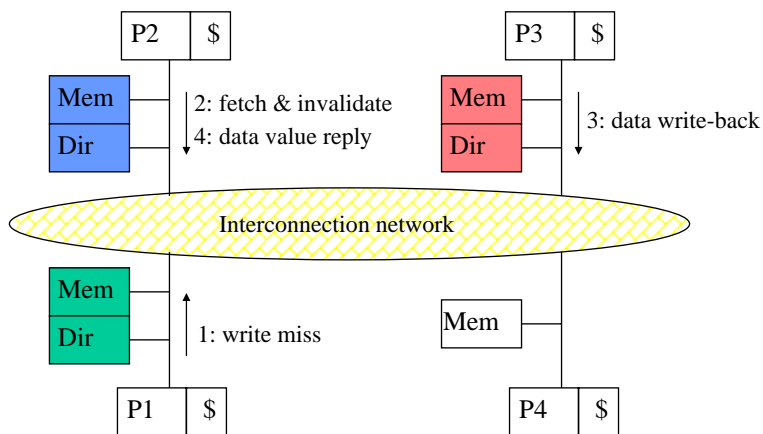 P2 $
P3 $
Mem
Dir
2: fetch & invalidate
4: data value reply
Mem
Dir
3: data write-back
Interconnection network
Mem
Dir
1: write miss
Mem
P1 $
P4 $